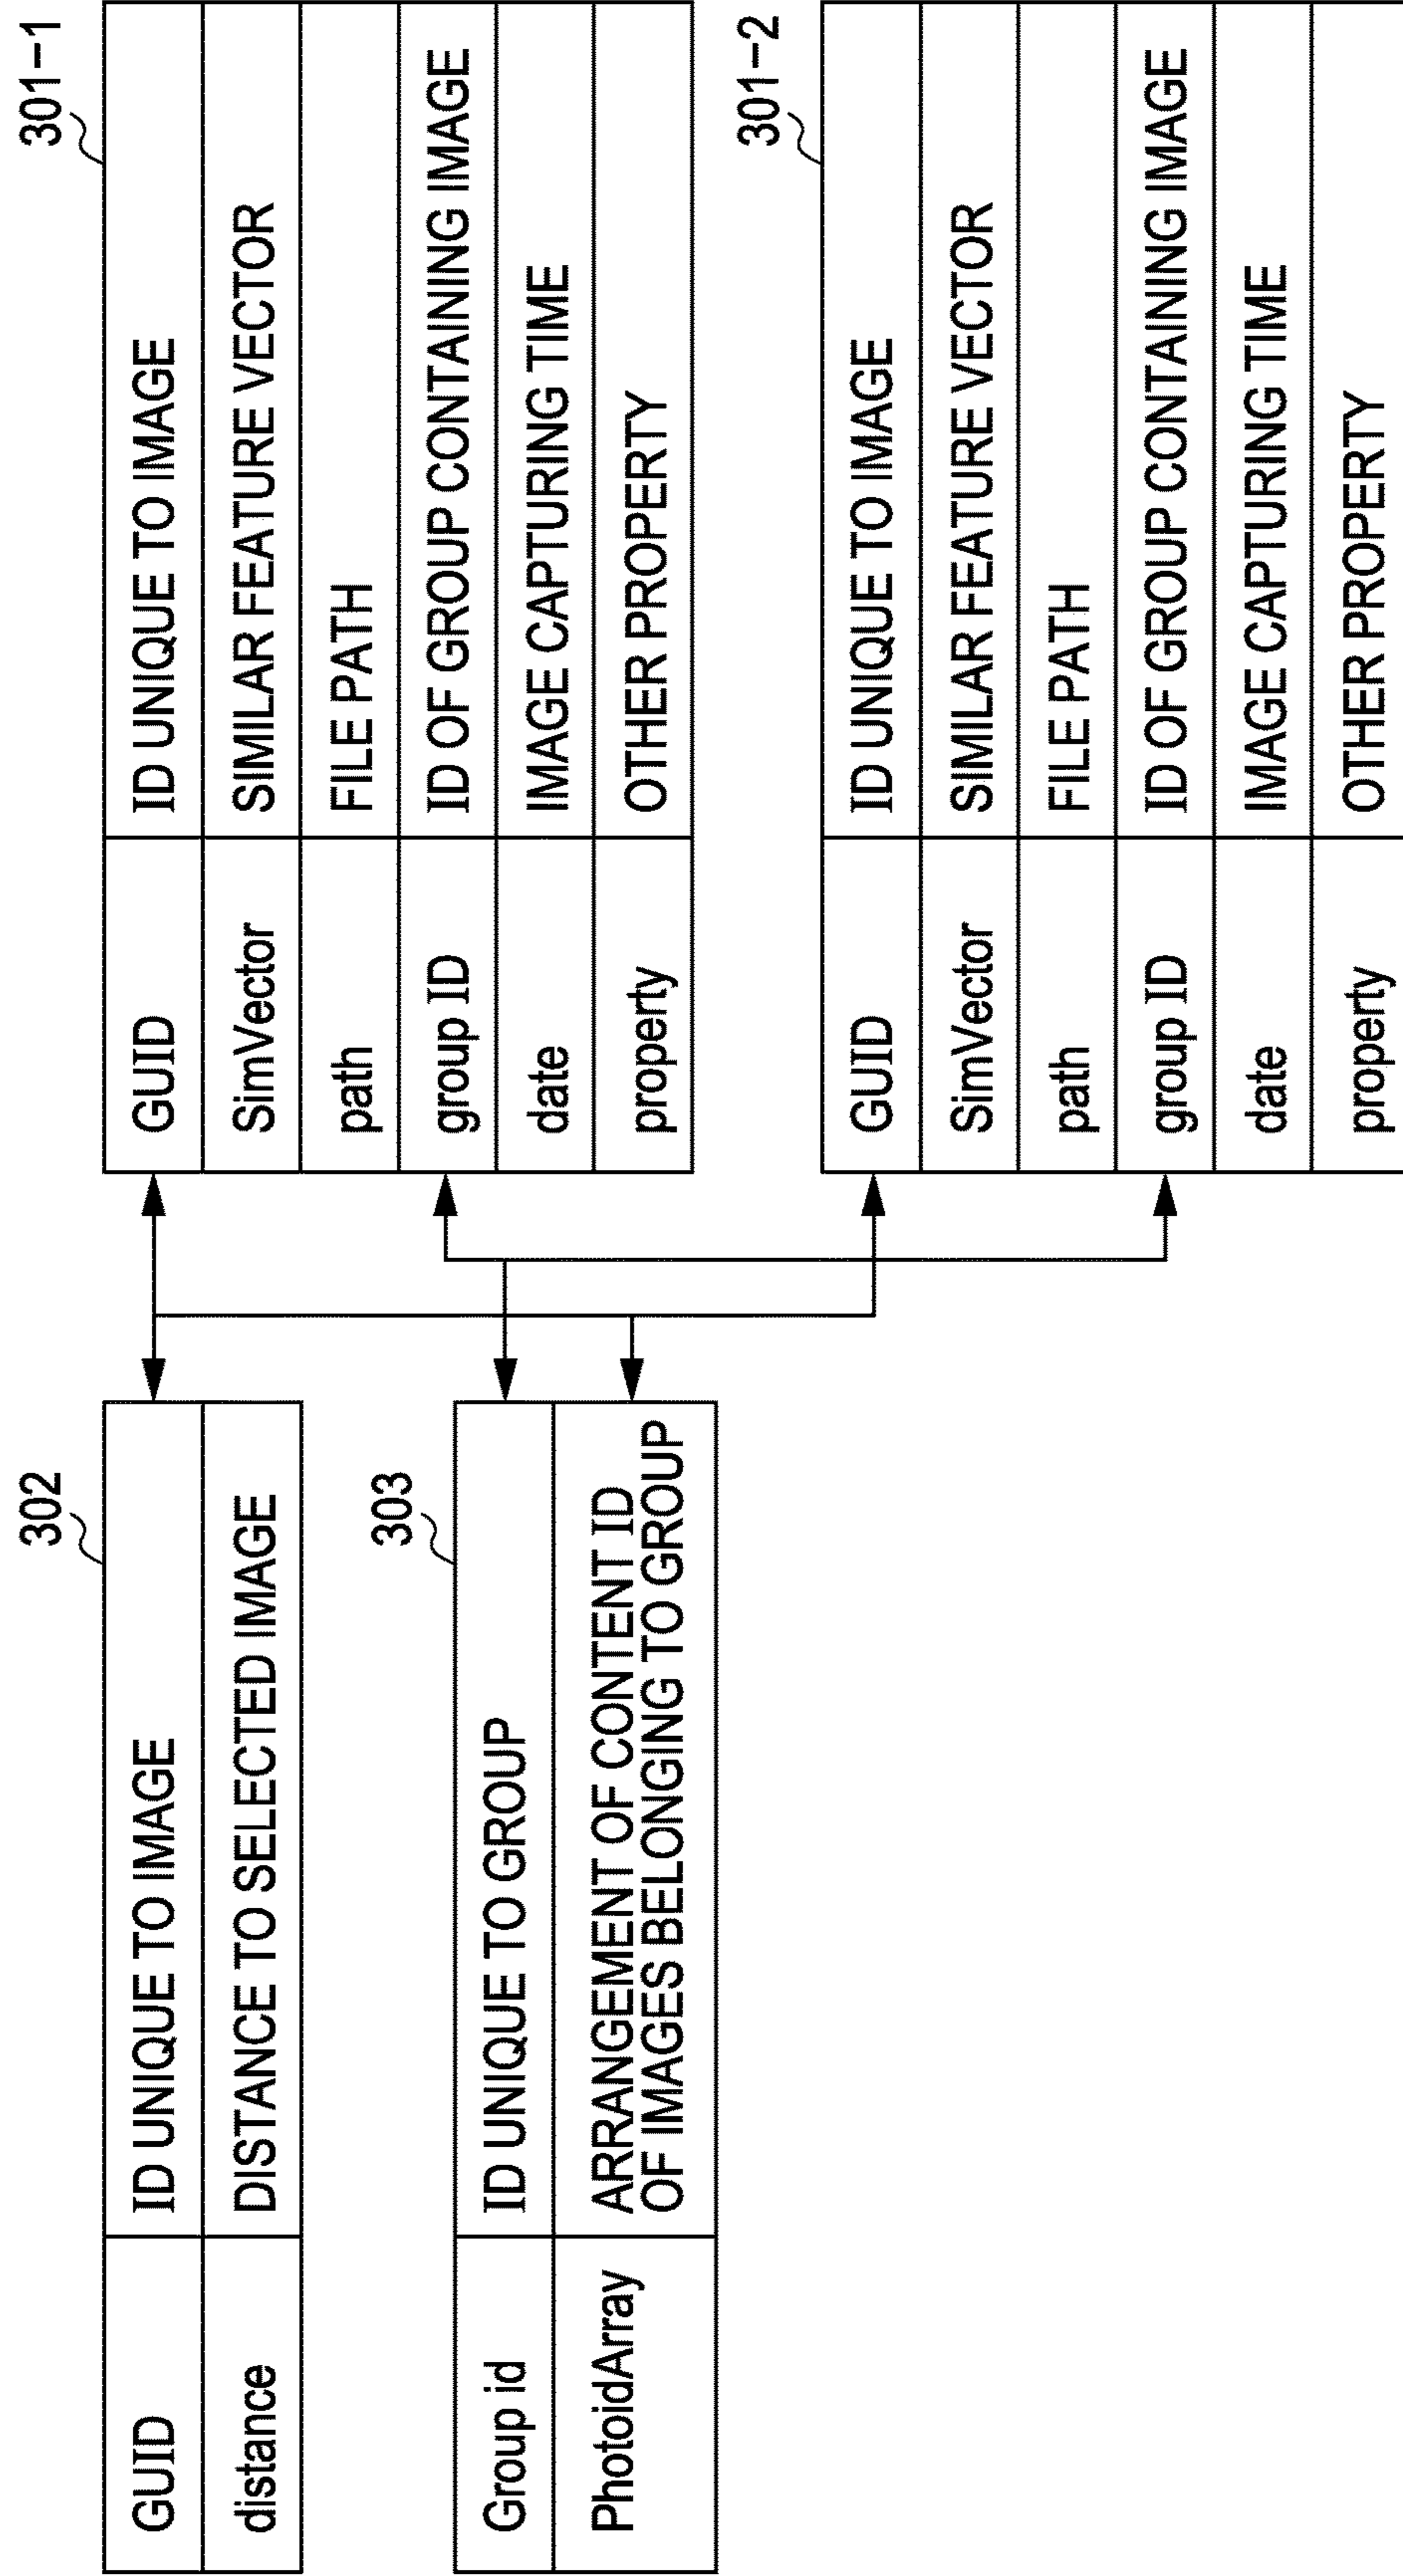 302
GUID ID UNIQUE TO IMAGE
distance DISTANCE TO SELECTED IMAGE
303
Group id ID UNIQUE TO GROUP
PhotoidArray ARRANGEMENT OF CONTENT ID
OF IMAGES BELONGING TO GROUP
301-1
GUID ID UNIQUE TO IMAGE
SimVector SIMILAR FEATURE VECTOR
path FILE PATH
group ID ID OF GROUP CONTAINING IMAGE
date IMAGE CAPTURING TIME
property OTHER PROPERTY
301-2
GUID ID UNIQUE TO IMAGE
SimVector SIMILAR FEATURE VECTOR
path FILE PATH
group ID ID OF GROUP CONTAINING IMAGE
date IMAGE CAPTURING TIME
property OTHER PROPERTY